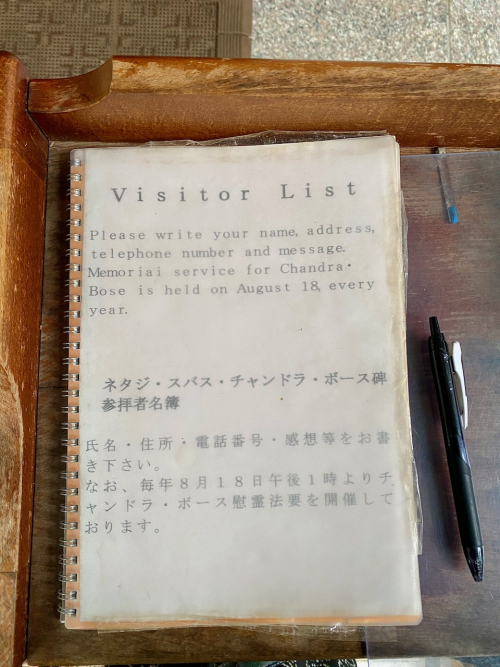 Visitor List
Please write your name, address,
telephone number and message.
Memoriai service for Chandra・
Bose is held on August 18, every
year.
ネタジ・スバス・チャンドラ・ボース碑
参拝者名簿
氏名・住所・電話番号・感想等をお書
き下さい。
なお、毎年８月１８日午後１時よりチ
ャンドラ・ボース慰霊法要を開催して
おります。